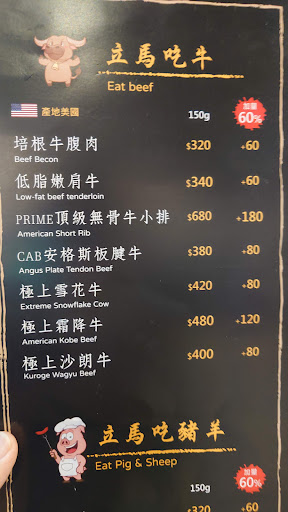 立馬吃牛
Eat beef
產地美國
150g
加量
60%
培根牛腹肉 $320 +60
Beef Becon
低脂嫩肩牛 $340 +60
Low-fat beef tenderloin
PRIME頂級無骨牛小排 $680 +180
American Short Rib
CAB安格斯板腱牛 $380 +80
Angus Plate Tendon Beef
極上雪花牛 $420 +80
Extreme Snowflake Cow
極上霜降牛 $480 +120
American Kobe Beef
極上沙朗牛 $400 +80
Kuroge Wagyu Beef
立馬吃豬羊
Eat Pig & Sheep
150g
加量
60%